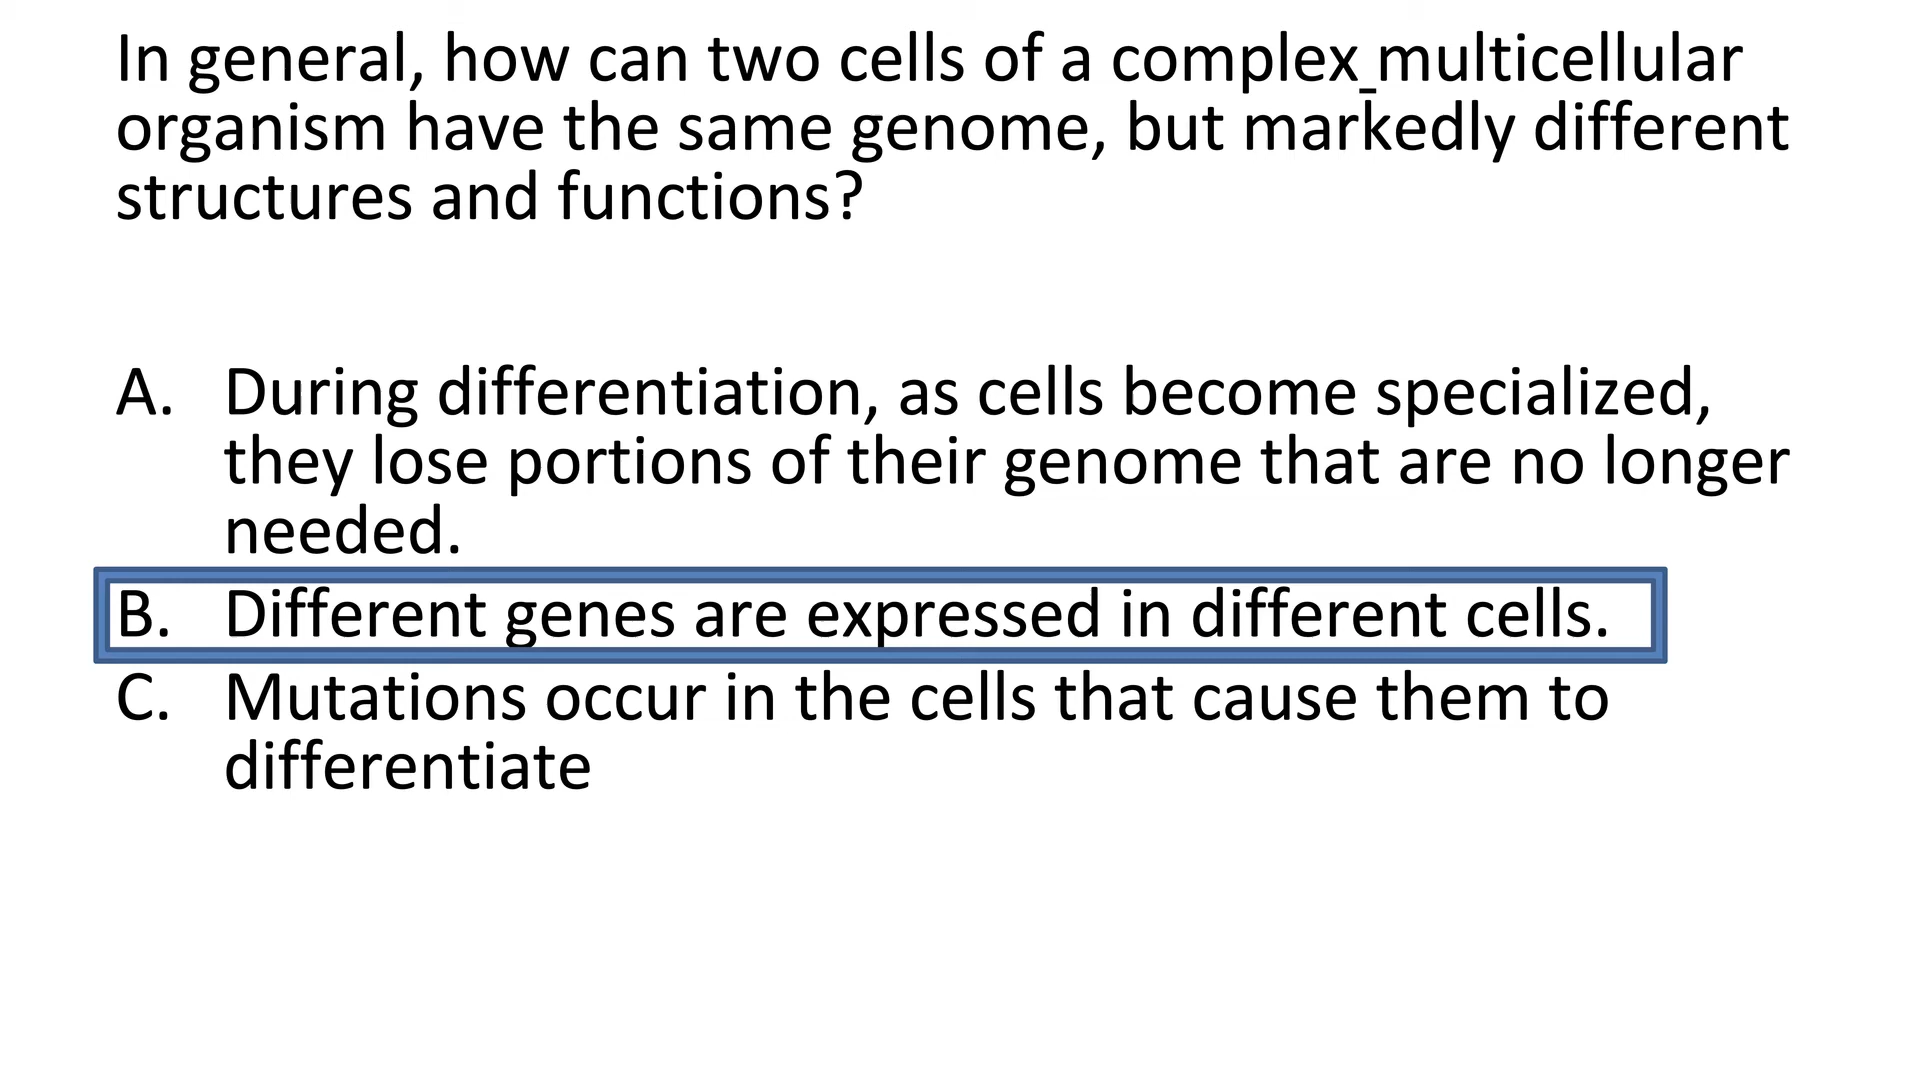 In general, how can two cells of a complex multicellular
organism have the same genome, but markedly different
structures and functions?
A. During differentiation, as cells become specialized,
they lose portions of their genome that are no longer
needed.
B. Different genes are expressed in different cells.
C. Mutations occur in the cells that cause them to
differentiate